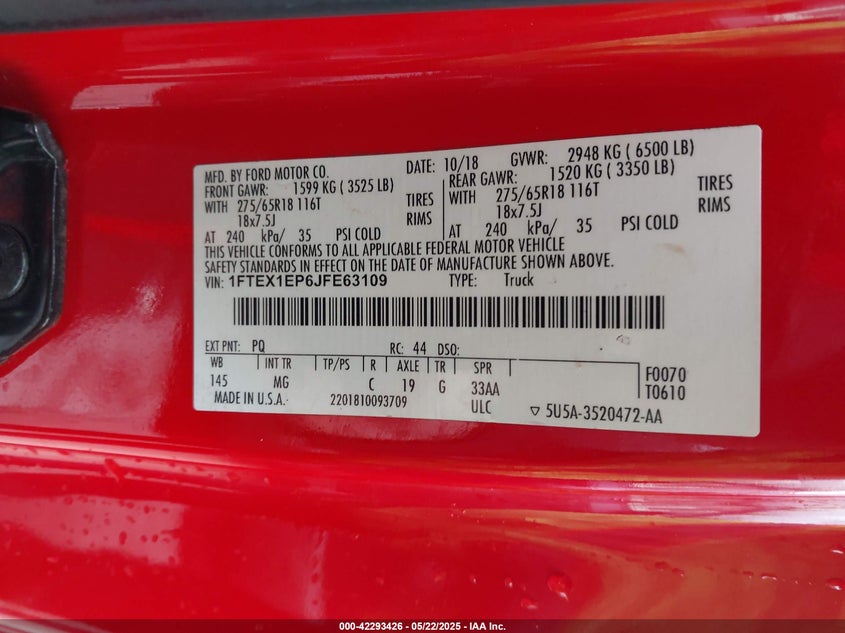 MFD. BY FORD MOTOR CO. DATE: 10/18 GVWR: 2948 KG ( 6500 LB)
FRONT GAWR: 1599 KG ( 3525 LB) REAR GAWR: 1520 KG ( 3350 LB)
WITH 275/65R18 116T TIRES WITH 275/65R18 116T TIRES
18x7.5J RIMS 18x7.5J RIMS
AT 240 kPa/ 35 PSI COLD AT 240 kPa/ 35 PSI COLD
THIS VEHICLE CONFORMS TO ALL APPLICABLE FEDERAL MOTOR VEHICLE
SAFETY STANDARDS IN EFFECT ON THE DATE OF MANUFACTURE SHOWN ABOVE.
VIN: 1FTEX1EP6JFE63109 TYPE: Truck
EXT PNT: PQ RC: 44 DSO:
WB INT TR TP/PS R AXLE TR SPR F0070
145 MG C 19 G 33AA T0610
MADE IN U.S.A. 2201810093709 ULC ▽ 5U5A-3520472-AA
000-42293426 - 05/22/2025 - IAA Inc.